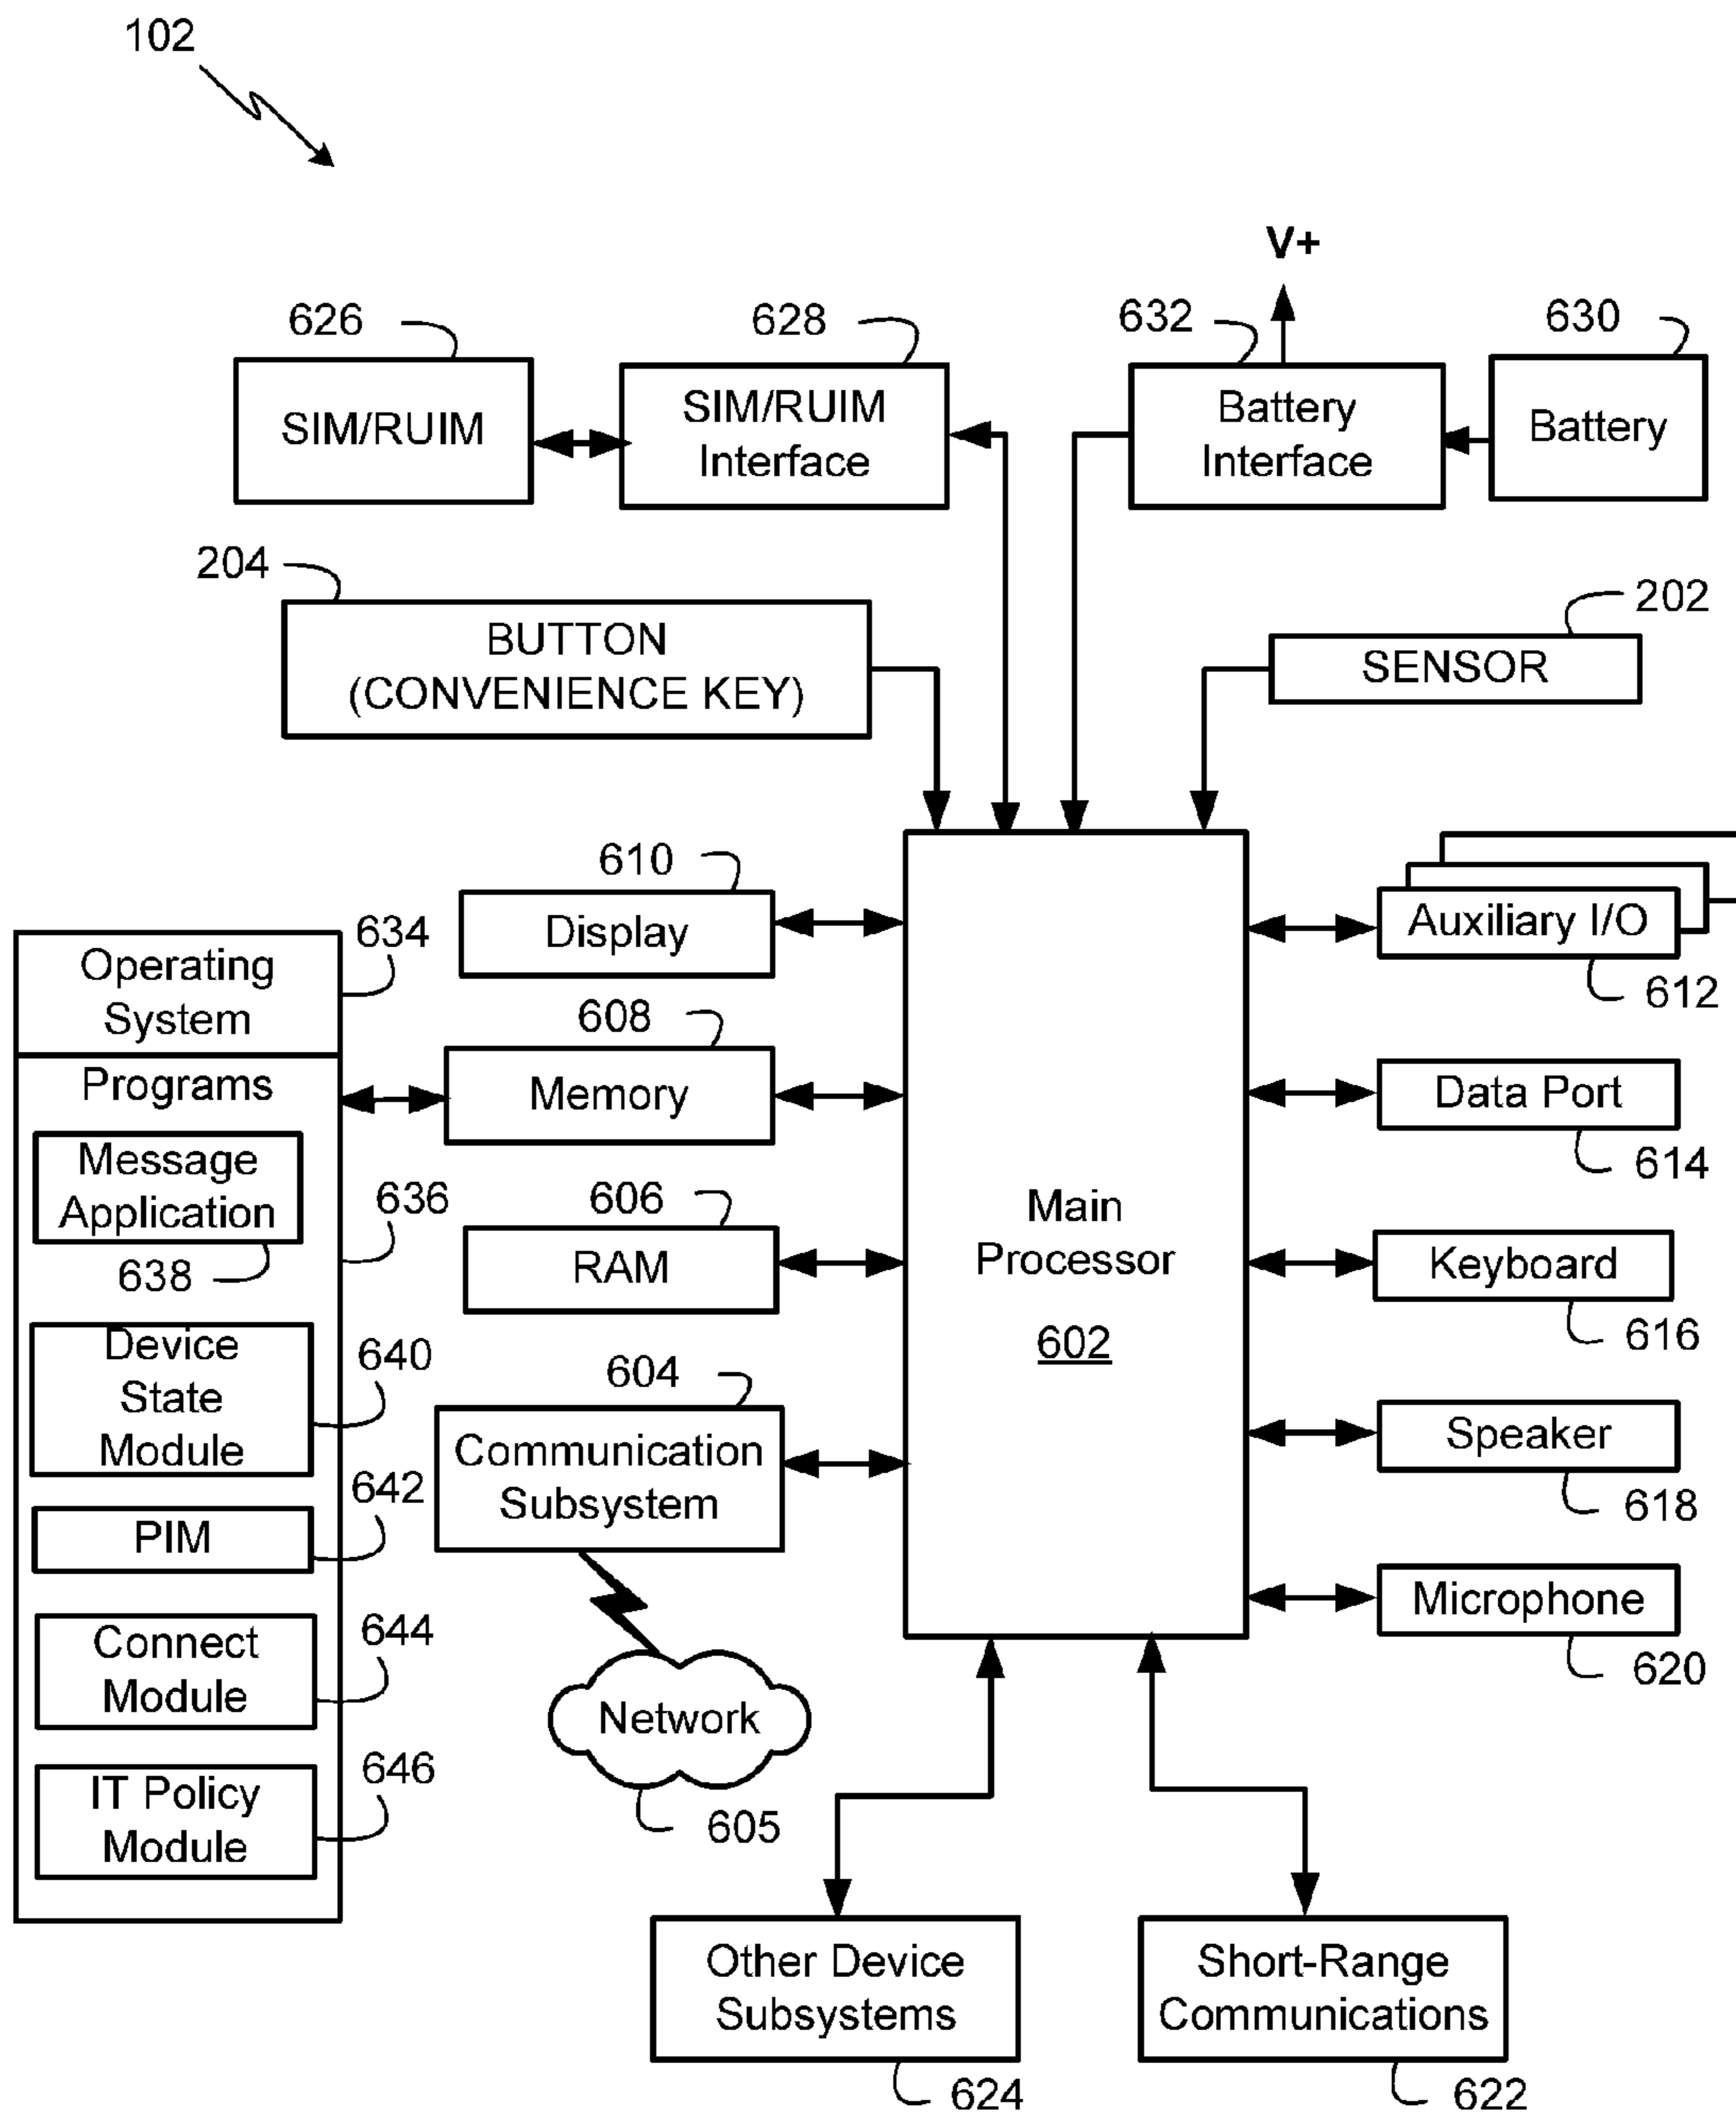 102
V+
626
628
632
630
SIM/RUIM
SIM/RUIM
Interface
Battery
Interface
Battery
204
BUTTON
(CONVENIENCE KEY)
202
SENSOR
610
Display
634
Operating
System
608
Memory
Programs
Message
Application
638
636
606
RAM
Device
State
Module
640
604
Communication
Subsystem
642
PIM
644
Connect
Module
646
IT Policy
Module
Network
605
Main
Processor
602
Auxiliary I/O
612
Data Port
614
Keyboard
616
Speaker
618
Microphone
620
Other Device
Subsystems
624
Short-Range
Communications
622